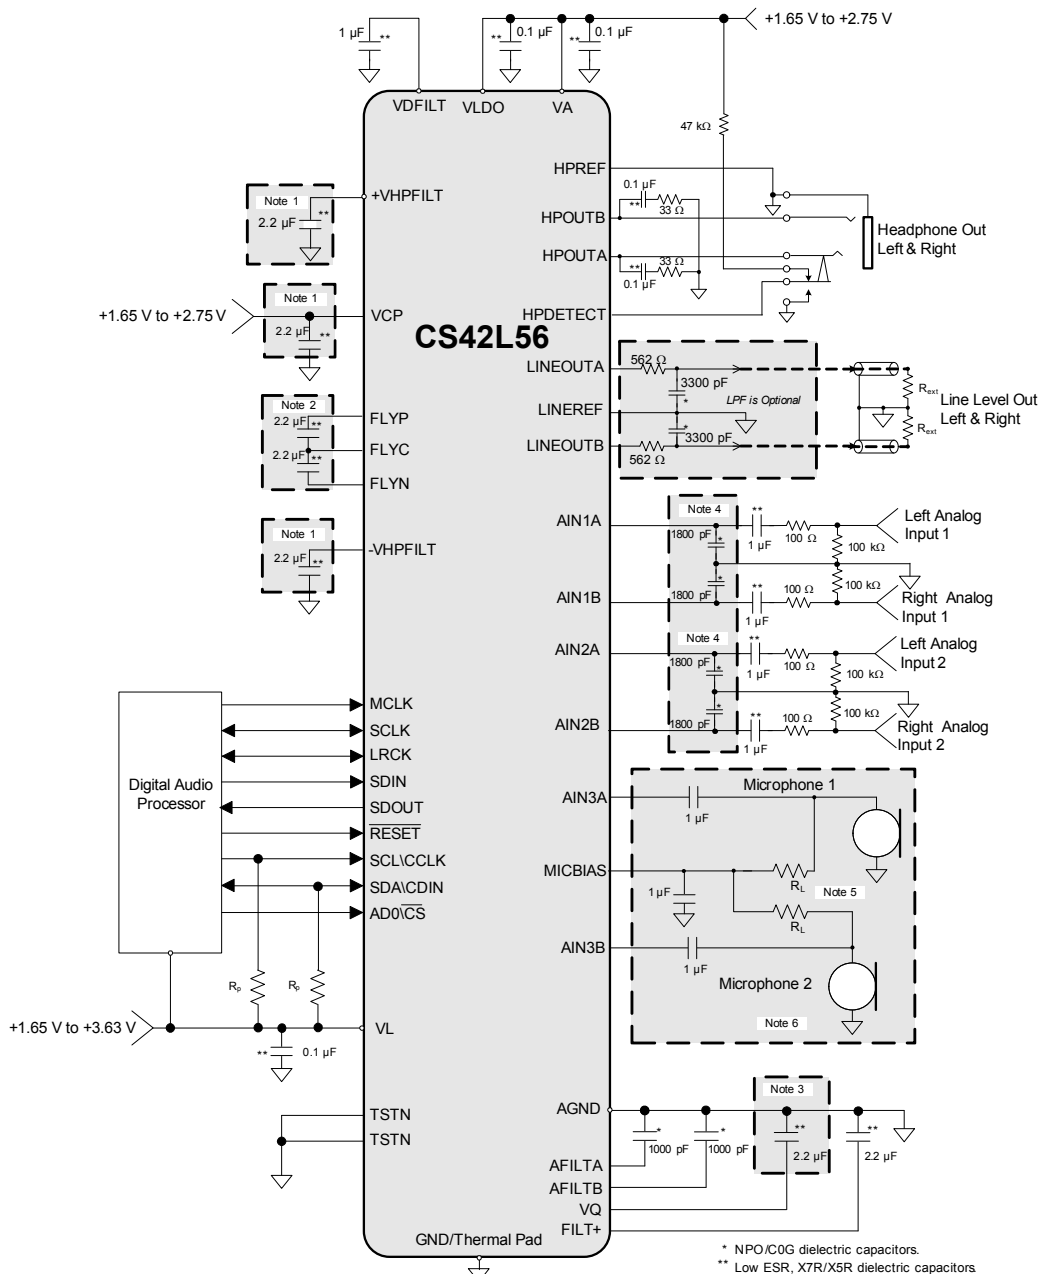 +1.65 V to +2.75 V
1 µF
**
** 0.1 µF
** 0.1 µF
VDFILT
VLDO
VA
47 kΩ
HPREF
Note 1
+VHPFILT
2.2 µF
**
0.1 µF
**
33 Ω
HPOUTB
Headphone Out
Left & Right
HPOUTA
33 Ω
**
0.1 µF
Note 1
+1.65 V to +2.75 V
VCP
2.2 µF
**
HPDETECT
CS42L56
LINEOUTA
562 Ω
3300 pF
*
LPF is Optional
Rext
Line Level Out
Left & Right
LINEREF
*
3300 pF
Rext
LINEOUTB
562 Ω
Note 2
FLYP
2.2 µF
**
FLYC
2.2 µF
**
FLYN
Note 4
AIN1A
**
1800 pF
*
1 µF
100 Ω
Left Analog
Input 1
100 kΩ
Note 1
-VHPFILT
2.2 µF
**
*
100 kΩ
AIN1B
1800 pF
**
1 µF
100 Ω
Right Analog
Input 1
Note 4
AIN2A
**
1800 pF
*
1 µF
100 Ω
Left Analog
Input 2
100 kΩ
*
100 kΩ
AIN2B
1800 pF
**
1 µF
100 Ω
Right Analog
Input 2
MCLK
SCLK
LRCK
SDIN
SDOUT
RESET
SCL\CCLK
SDA\CDIN
AD0\CS
Digital Audio
Processor
Microphone 1
AIN3A
1 µF
MICBIAS
1 µF
RL
Note 5
RL
AIN3B
1 µF
Microphone 2
Note 6
Rp
Rp
+1.65 V to +3.63 V
VL
** 0.1 µF
Note 3
TSTN
TSTN
AGND
*
1000 pF
*
1000 pF
**
2.2 µF
**
2.2 µF
AFILTA
AFILTB
VQ
FILT+
GND/Thermal Pad
* NPO/C0G dielectric capacitors.
** Low ESR, X7R/X5R dielectric capacitors.